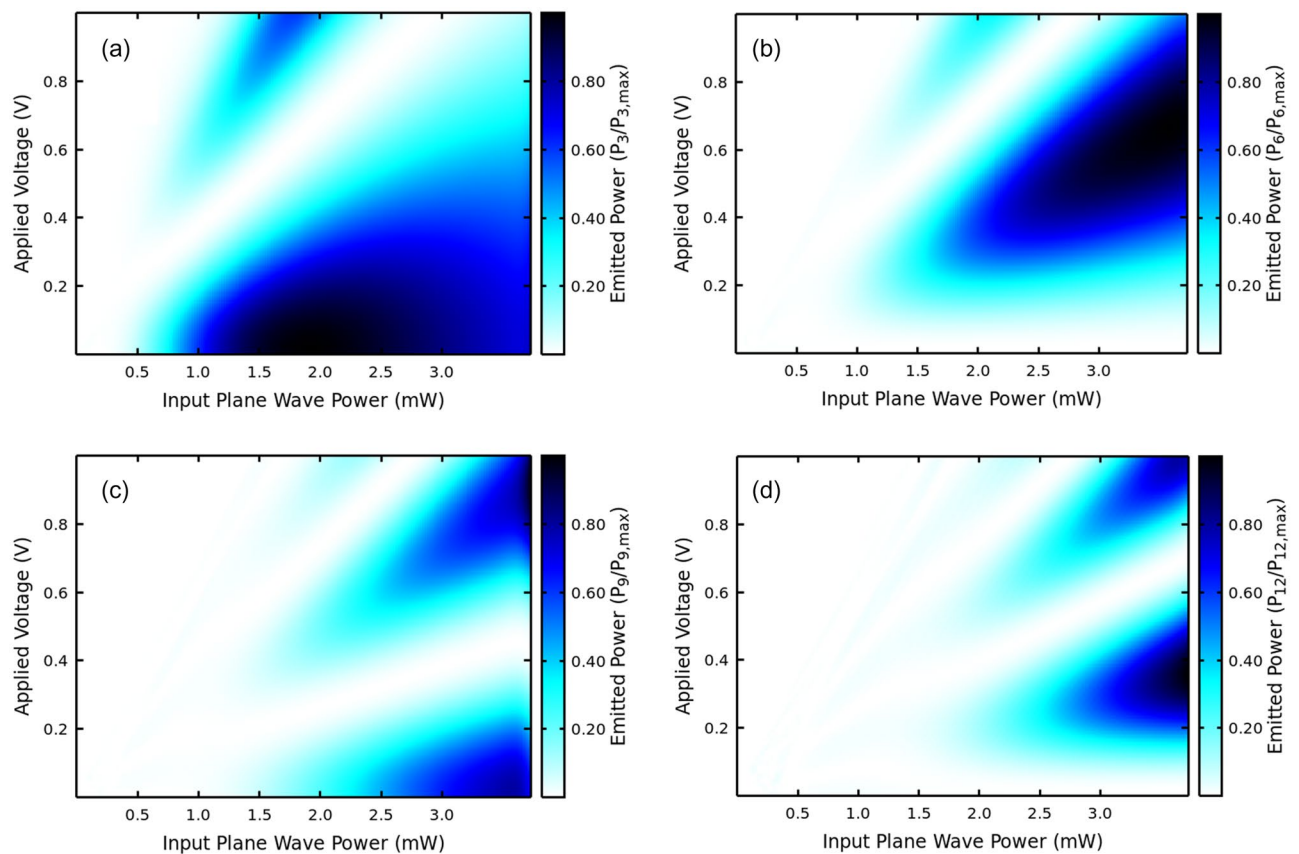 (a)
Applied Voltage (V)
0.8
0.6
0.4
0.2
0.5 1.0 1.5 2.0 2.5 3.0
Input Plane Wave Power (mW)
0.80
0.60
0.40
0.20
Emitted Power (P3/P3,max)
(b)
Applied Voltage (V)
0.8
0.6
0.4
0.2
0.5 1.0 1.5 2.0 2.5 3.0
Input Plane Wave Power (mW)
0.80
0.60
0.40
0.20
Emitted Power (P6/P6,max)
(c)
Applied Voltage (V)
0.8
0.6
0.4
0.2
0.5 1.0 1.5 2.0 2.5 3.0
Input Plane Wave Power (mW)
0.80
0.60
0.40
0.20
Emitted Power (P9/P9,max)
(d)
Applied Voltage (V)
0.8
0.6
0.4
0.2
0.5 1.0 1.5 2.0 2.5 3.0
Input Plane Wave Power (mW)
0.80
0.60
0.40
0.20
Emitted Power (P12/P12,max)